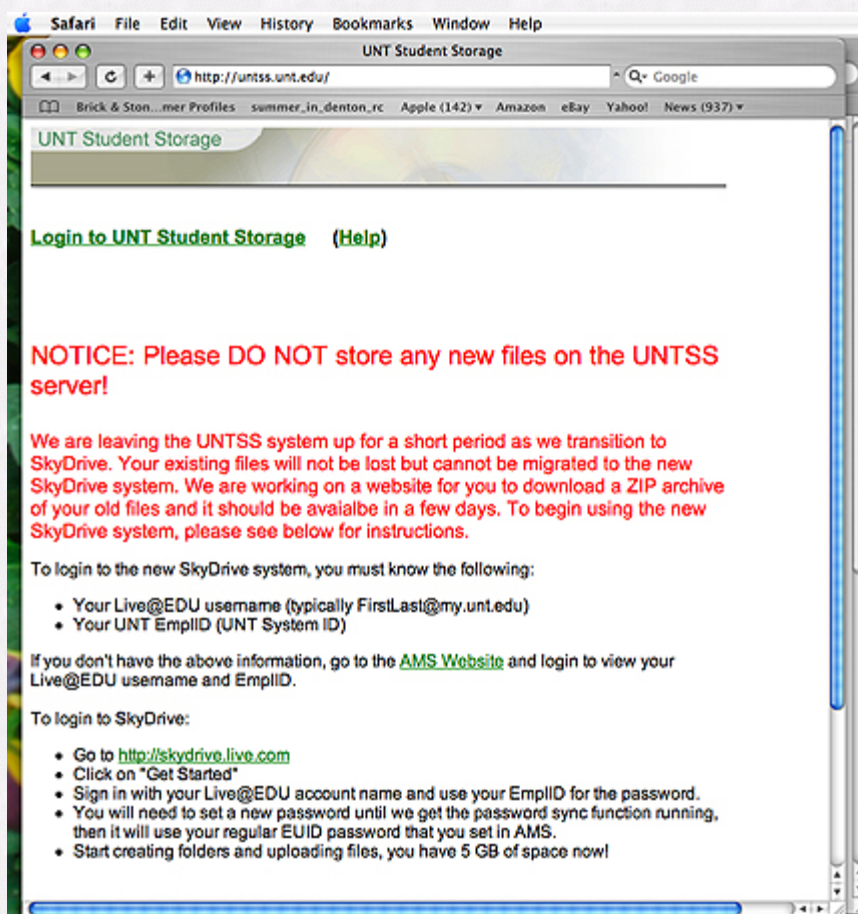 Safari File Edit View History Bookmarks Window Help
UNT Student Storage
http://untss.unt.edu/
Google
Brick & Ston...mer Profiles summer_in_denton_rc Apple (142) Amazon eBay Yahoo! News (937)
UNT Student Storage
Login to UNT Student Storage (Help)
NOTICE: Please DO NOT store any new files on the UNTSS
server!
We are leaving the UNTSS system up for a short period as we transition to
SkyDrive. Your existing files will not be lost but cannot be migrated to the new
SkyDrive system. We are working on a website for you to download a ZIP archive
of your old files and it should be avaialbe in a few days. To begin using the new
SkyDrive system, please see below for instructions.
To login to the new SkyDrive system, you must know the following:
• Your Live@EDU username (typically FirstLast@my.unt.edu)
• Your UNT EmplID (UNT System ID)
If you don't have the above information, go to the AMS Website and login to view your
Live@EDU username and EmplID.
To login to SkyDrive:
• Go to http://skydrive.live.com
• Click on "Get Started"
• Sign in with your Live@EDU account name and use your EmplID for the password.
• You will need to set a new password until we get the password sync function running,
then it will use your regular EUID password that you set in AMS.
• Start creating folders and uploading files, you have 5 GB of space now!